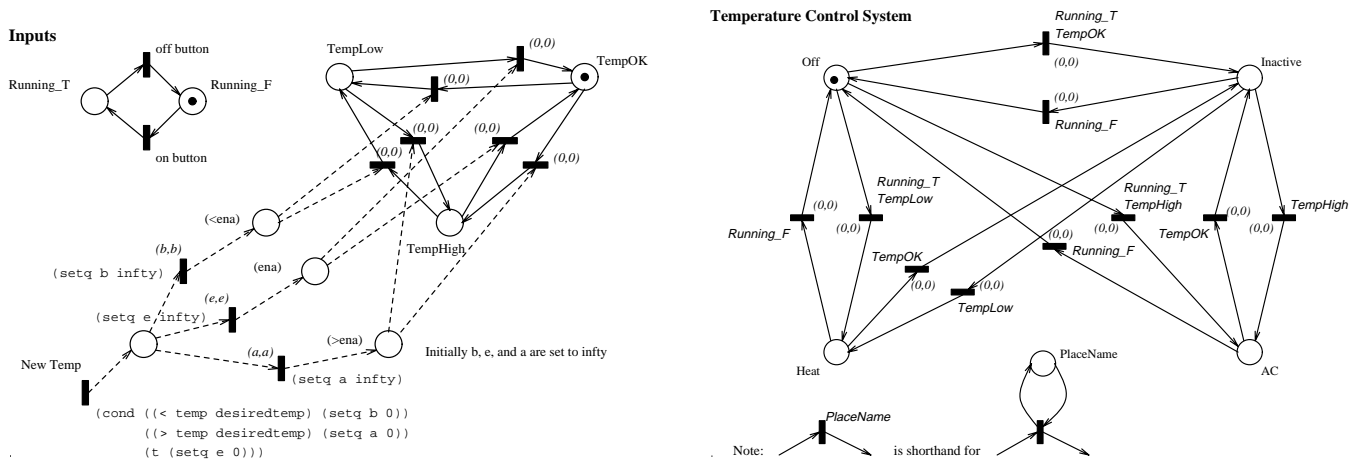 Inputs
off button
Running_T
Running_F
on button
TempLow
(0,0)
TempOK
(0,0)
(0,0)
(0,0)
(0,0)
(0,0)
TempHigh
(<ena)
(b,b)
(setq b infty)
(ena)
(e,e)
(setq e infty)
(>ena)
(a,a)
(setq a infty)
Initially b, e, and a are set to infty
New Temp
(cond ((< temp desiredtemp) (setq b 0))
((> temp desiredtemp) (setq a 0))
(t (setq e 0)))
Temperature Control System
Running_T
TempOK
(0,0)
Off
Inactive
(0,0)
Running_F
Running_T
TempLow
(0,0)
(0,0)
Running_F
Running_T
TempHigh
(0,0)
(0,0)
TempOK
TempHigh
(0,0)
(0,0)
Running_F
TempOK
(0,0)
(0,0)
TempLow
Heat
AC
PlaceName
PlaceName
Note:
is shorthand for